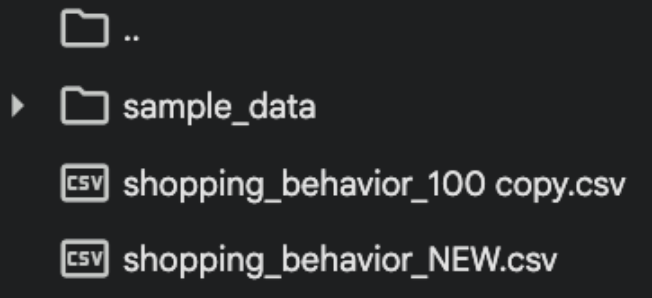 ..
sample_data
CSV shopping_behavior_100 copy.csv
CSV shopping_behavior_NEW.csv